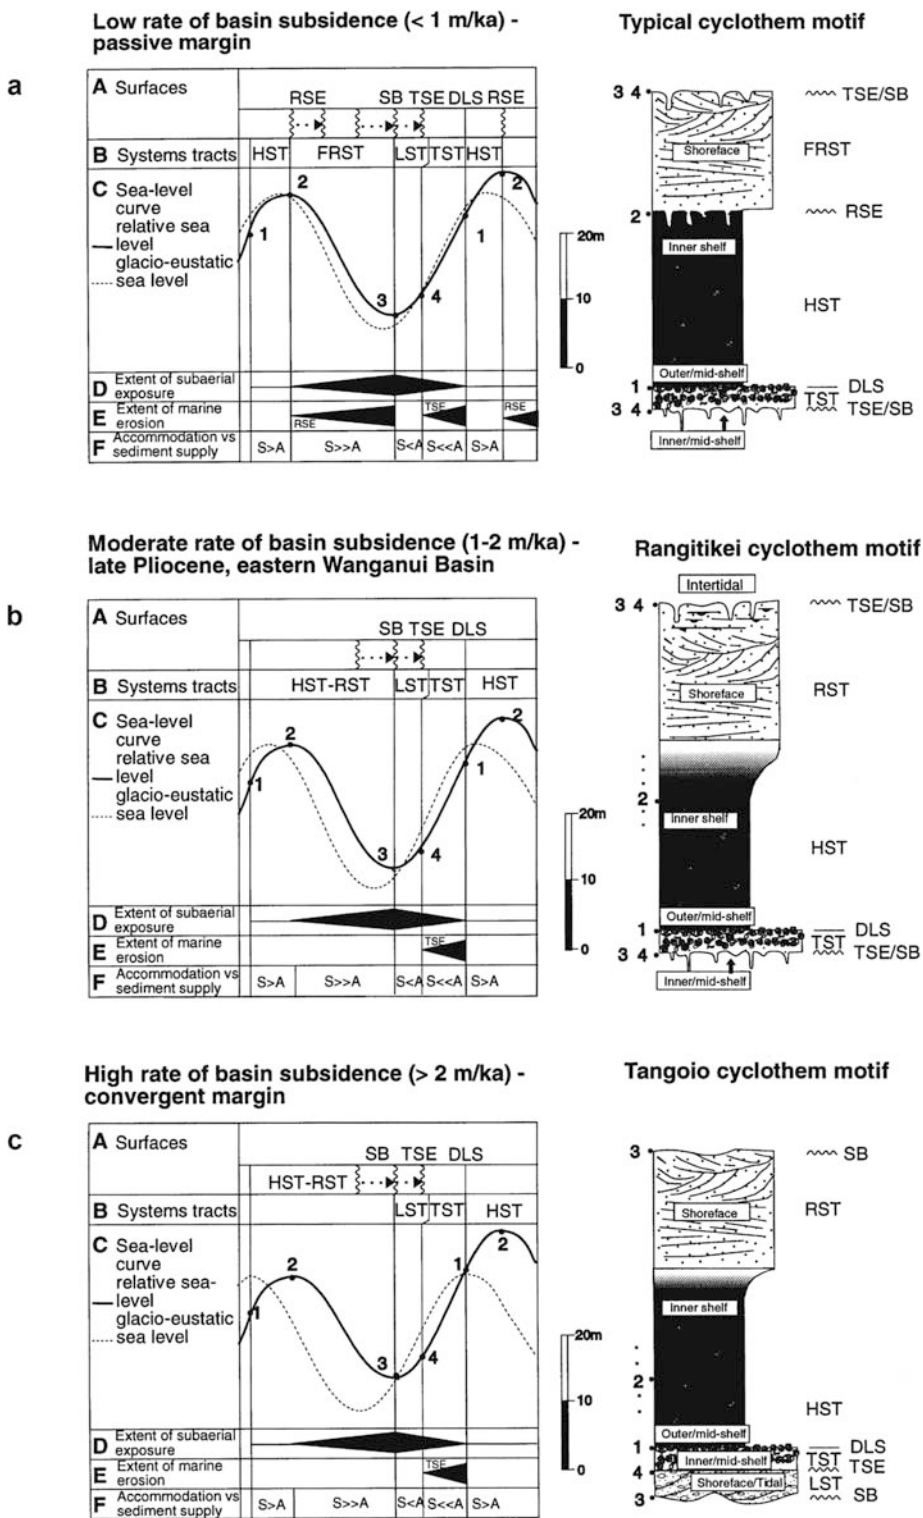 Low rate of basin subsidence (< 1 m/ka) -
passive margin
Typical cyclothem motif
a
A Surfaces
RSE SB TSE DLS RSE
B Systems tracts
HST FRST LST TST HST
C Sea-level
curve
relative sea
level
glacio-eustatic
sea level
1 2 3 4 1 2
20m
10
0
D Extent of subaerial
exposure
E Extent of marine
erosion
RSE TSE RSE
F Accommodation vs
sediment supply
S>A S>>A S<A S<<A S>A
3 4 TSE/SB
Shoreface FRST
2 RSE
Inner shelf
HST
Outer/mid-shelf
1 DLS
TST
3 4 TSE/SB
Inner/mid-shelf
Moderate rate of basin subsidence (1-2 m/ka) -
late Pliocene, eastern Wanganui Basin
Rangitikei cyclothem motif
b
A Surfaces
SB TSE DLS
B Systems tracts
HST-RST LST TST HST
C Sea-level
curve
relative sea
level
glacio-eustatic
sea level
1 2 3 4 1 2
20m
10
0
D Extent of subaerial
exposure
E Extent of marine
erosion
TSE
F Accommodation vs
sediment supply
S>A S>>A S<A S<<A S>A
Intertidal
3 4 TSE/SB
Shoreface RST
2
Inner shelf
HST
Outer/mid-shelf
1 DLS
TST
3 4 TSE/SB
Inner/mid-shelf
High rate of basin subsidence (> 2 m/ka) -
convergent margin
Tangoio cyclothem motif
c
A Surfaces
SB TSE DLS
HST-RST
B Systems tracts
LST TST HST
C Sea-level
curve
relative sea-
level
glacio-eustatic
sea level
1 2 3 4 1 2
20m
10
0
D Extent of subaerial
exposure
E Extent of marine
erosion
TSE
F Accommodation vs
sediment supply
S>A S>>A S<A S<<A S>A
3 SB
Shoreface RST
Inner shelf
2
HST
Outer/mid-shelf
1 DLS
Inner/mid-shelf TST
4 TSE
Shoreface/Tidal LST
3 SB